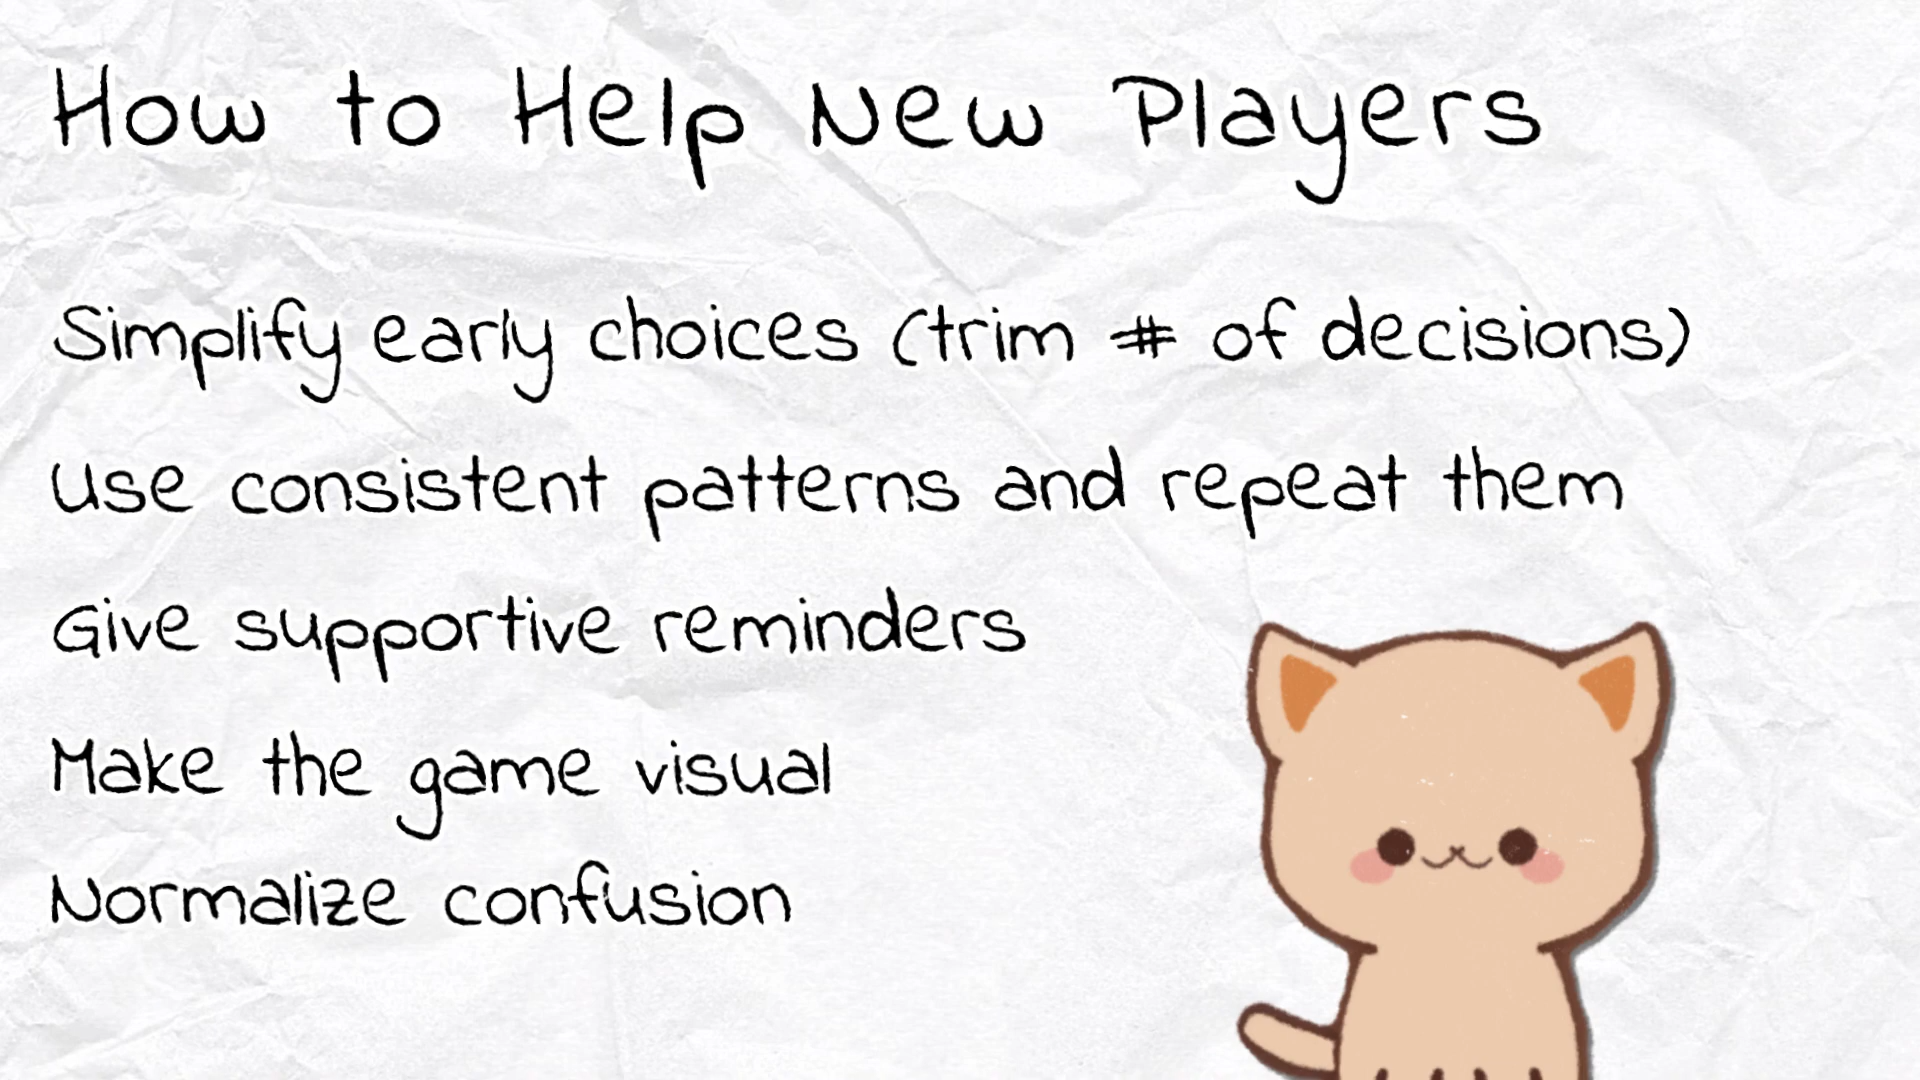 How to Help New Players
Simplify early choices (trim # of decisions)
Use consistent patterns and repeat them
Give supportive reminders
Make the game visual
Normalize confusion